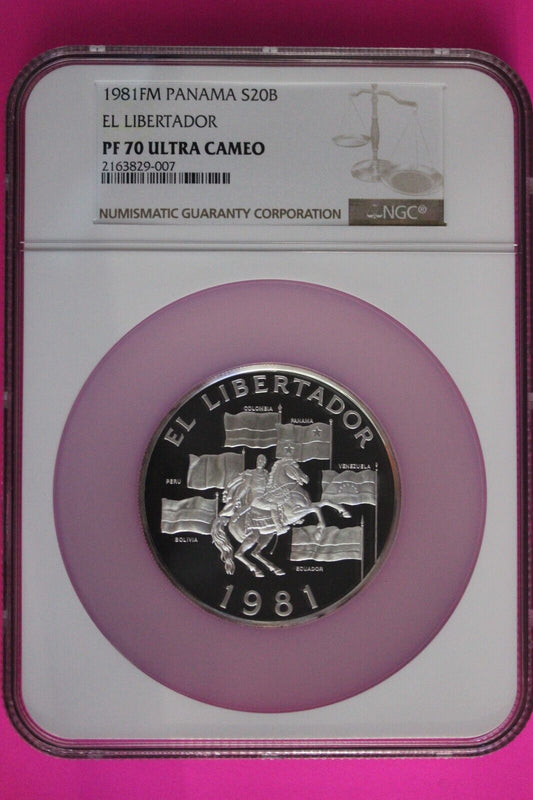 1981FM PANAMA S20B
EL LIBERTADOR
PF 70 ULTRA CAMEO
2163829-007
NUMISMATIC GUARANTY CORPORATION NGC®
EL LIBERTADOR
COLOMBIA
PANAMA
VENEZUELA
PERU
BOLIVIA
ECUADOR
1981